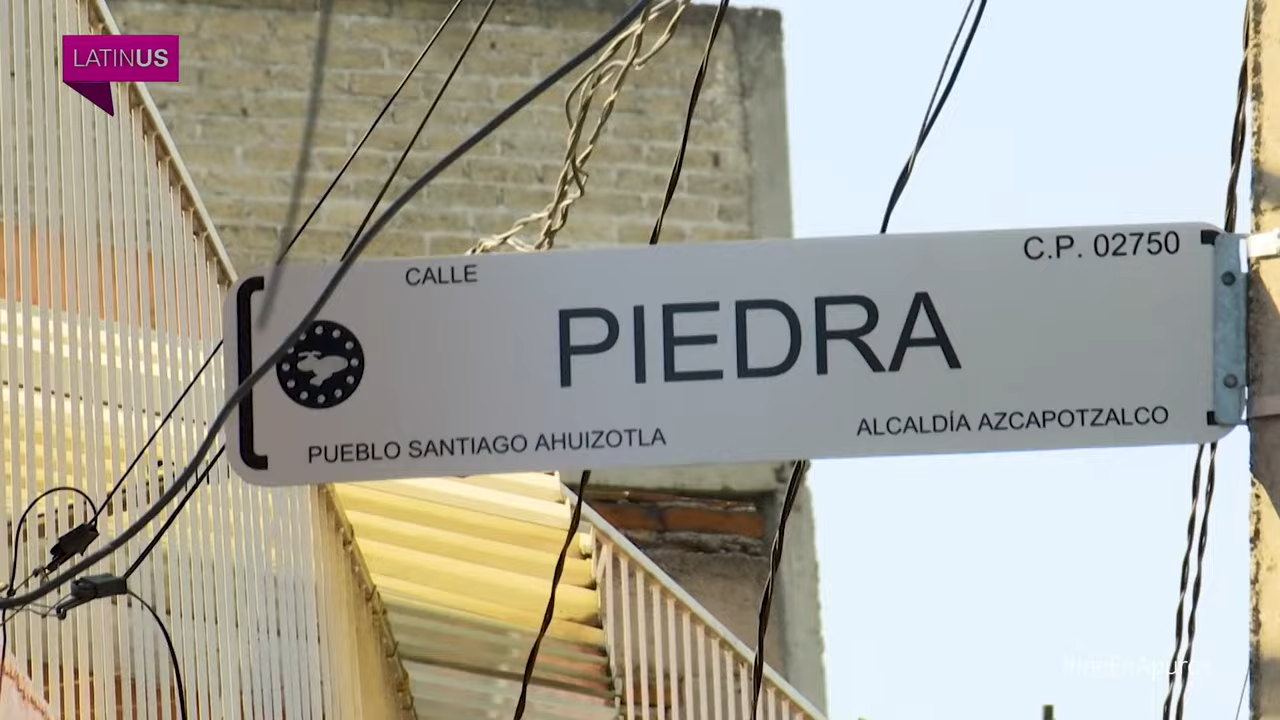 LATINUS
CALLE
C.P. 02750
PIEDRA
PUEBLO SANTIAGO AHUIZOTLA
ALCALDÍA AZCAPOTZALCO